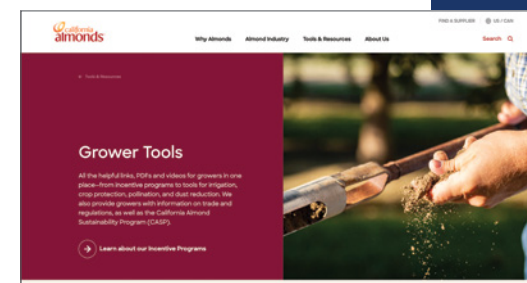 FIND A SUPPLIER
US / CAN
california
almonds
Why Almonds
Almond Industry
Tools & Resources
About Us
Search
Tools & Resources
Grower Tools
All the helpful links, PDFs and videos for growers in one
place—from incentive programs to tools for irrigation,
crop protection, pollination, and dust reduction. We
also provide growers with information on trade and
regulations, as well as the California Almond
Sustainability Program (CASP).
Learn about our Incentive Programs